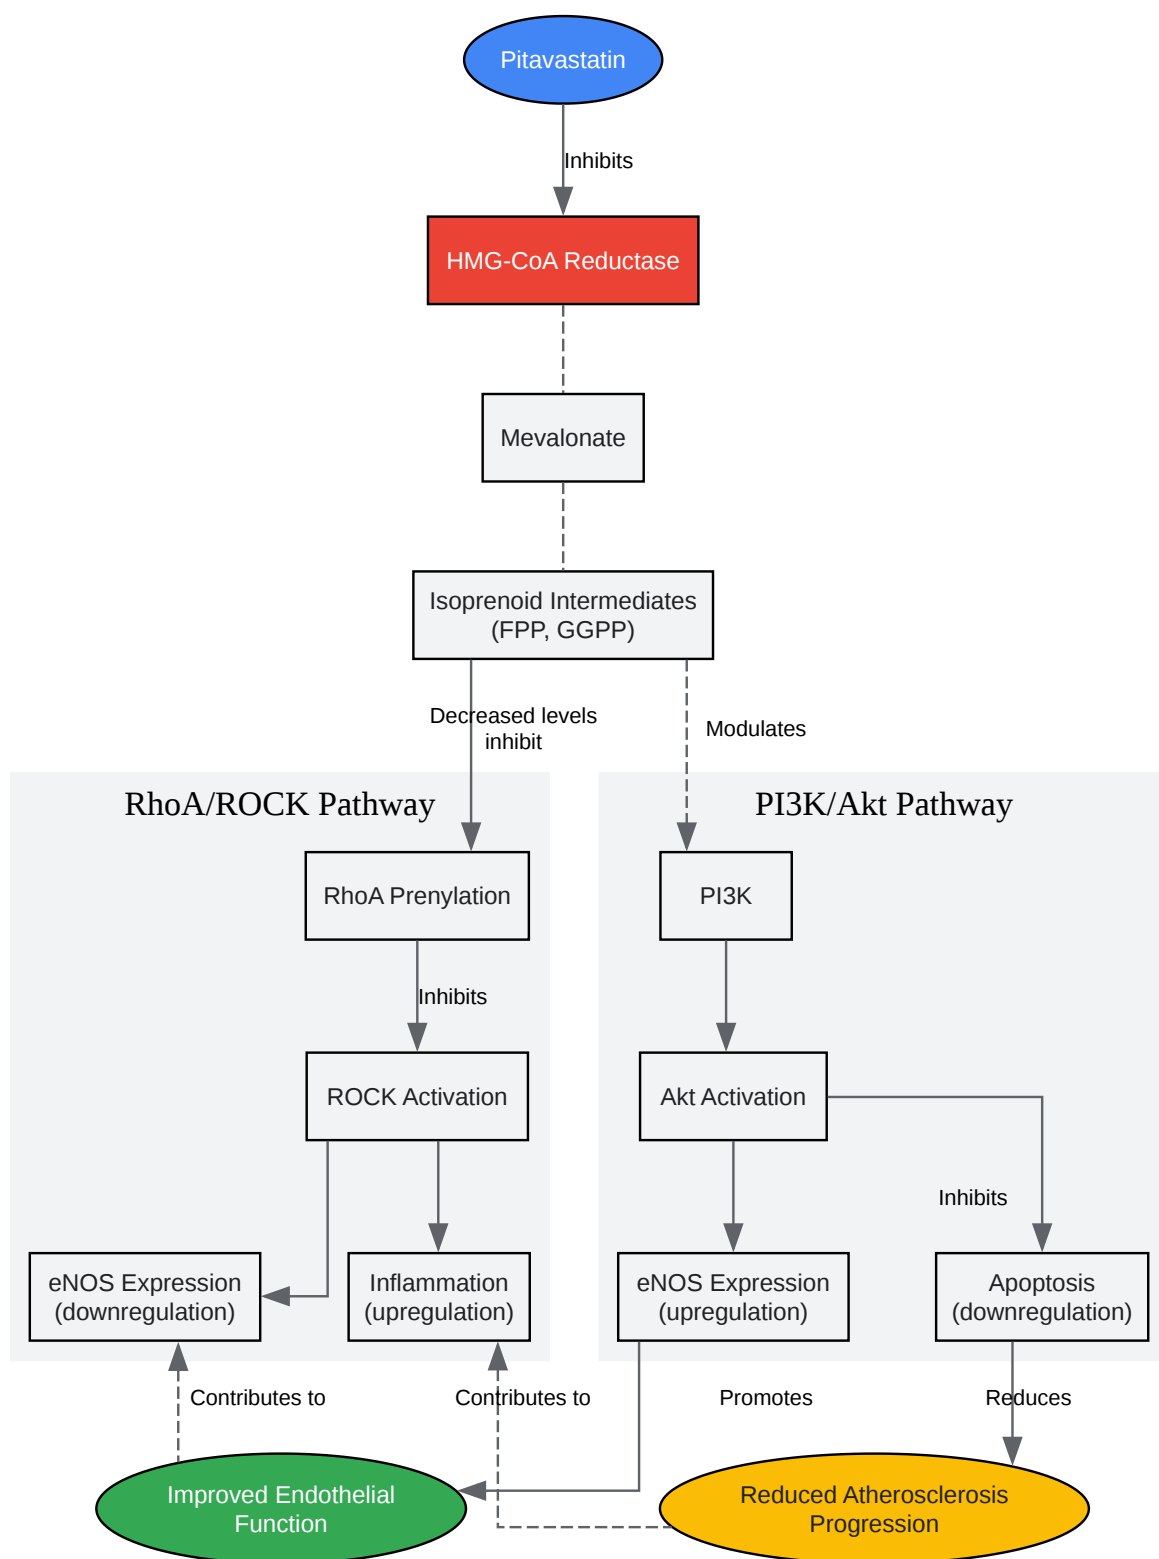 Pitavastatin
Inhibits
HMG-CoA Reductase
Mevalonate
Isoprenoid Intermediates
(FPP, GGPP)
Decreased levels
inhibit
Modulates
RhoA/ROCK Pathway
PI3K/Akt Pathway
RhoA Prenylation
PI3K
Inhibits
ROCK Activation
Akt Activation
Inhibits
eNOS Expression
(downregulation)
Inflammation
(upregulation)
eNOS Expression
(upregulation)
Apoptosis
(downregulation)
Contributes to
Contributes to
Promotes
Reduces
Improved Endothelial
Function
Reduced Atherosclerosis
Progression